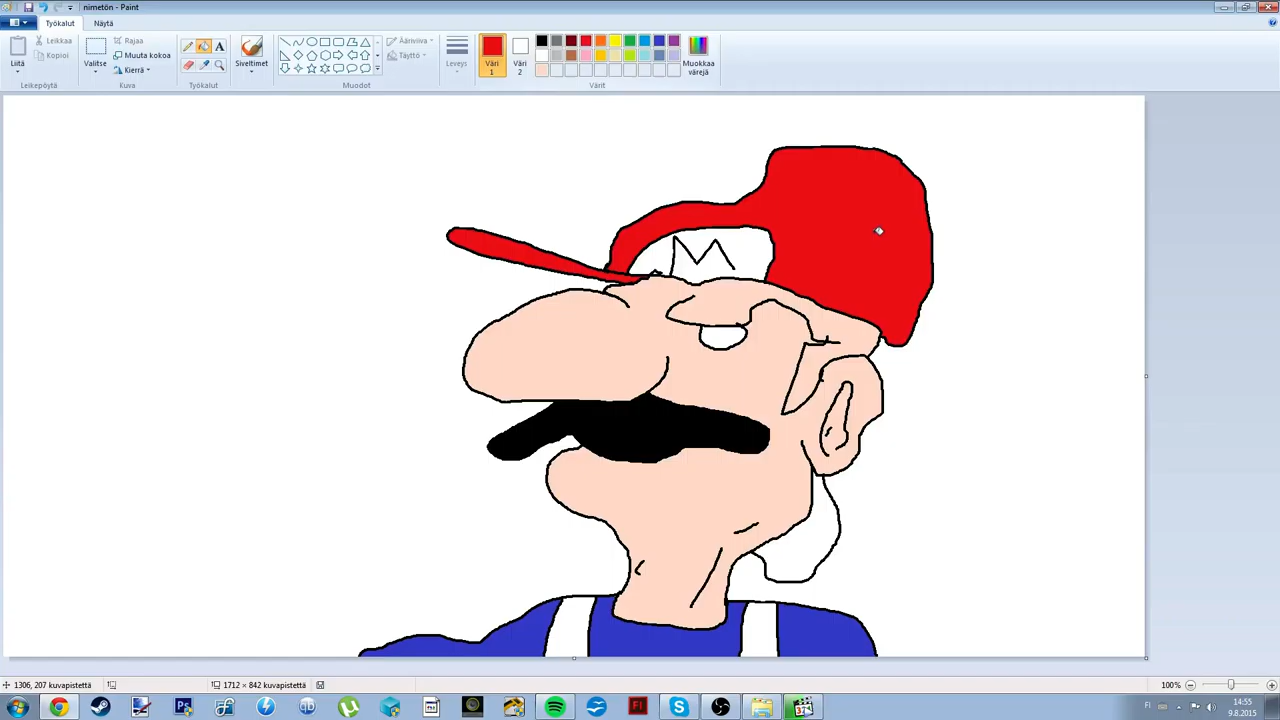 nimetön - Paint
Työkalut
Näytä
Liitä
Leikkaa
Kopioi
Leikepöytä
Valitse
Rajaa
Muuta kokoa
Kierrä
Kuva
A
Työkalut
Siveltimet
Ääriviiva
Täyttö
Muodot
Leveys
Väri
1
Väri
2
Värit
Muokkaa
värejä
M
1306, 207 kuvapistettä
1712 × 842 kuvapistettä
100%
Ps
Fl
FI
14:55
9.8.2015